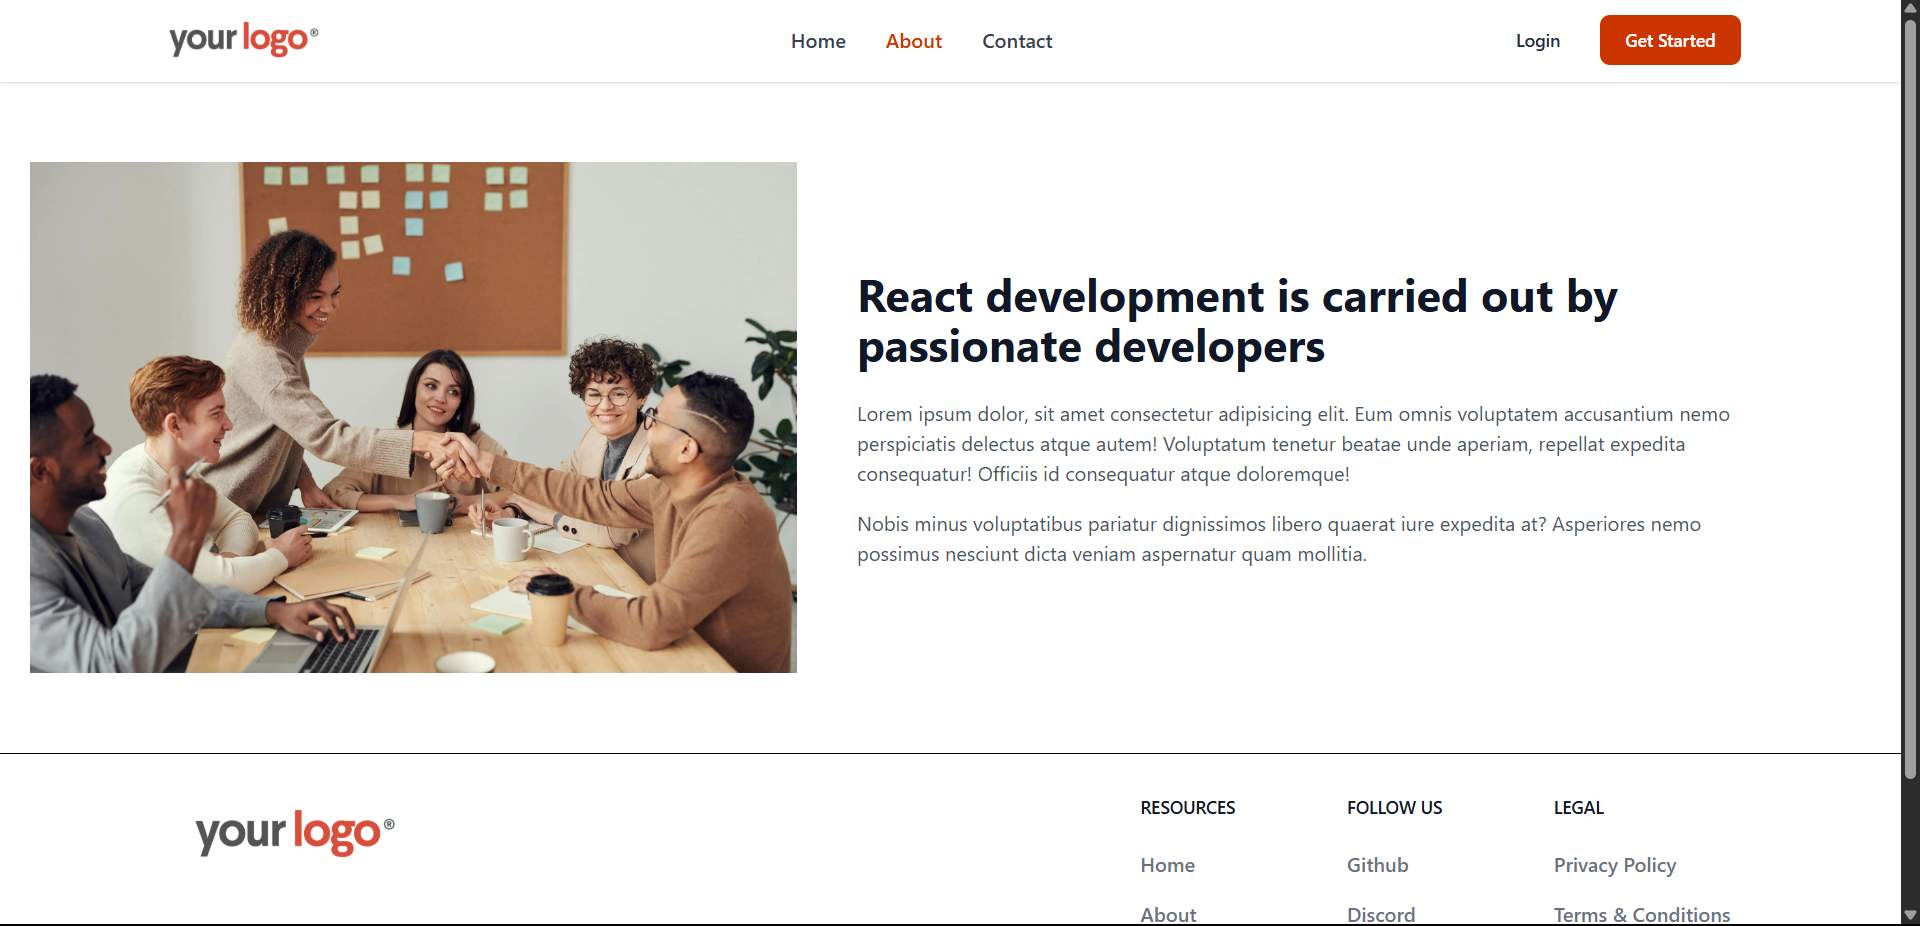 your logo®
Home
About
Contact
Login
Get Started
React development is carried out by
passionate developers
Lorem ipsum dolor, sit amet consectetur adipisicing elit. Eum omnis voluptatem accusantium nemo
perspiciatis delectus atque autem! Voluptatum tenetur beatae unde aperiam, repellat expedita
consequatur! Officiis id consequatur atque doloremque!
Nobis minus voluptatibus pariatur dignissimos libero quaerat iure expedita at? Asperiores nemo
possimus nesciunt dicta veniam aspernatur quam mollitia.
your logo®
RESOURCES
Home
About
FOLLOW US
Github
Discord
LEGAL
Privacy Policy
Terms & Conditions